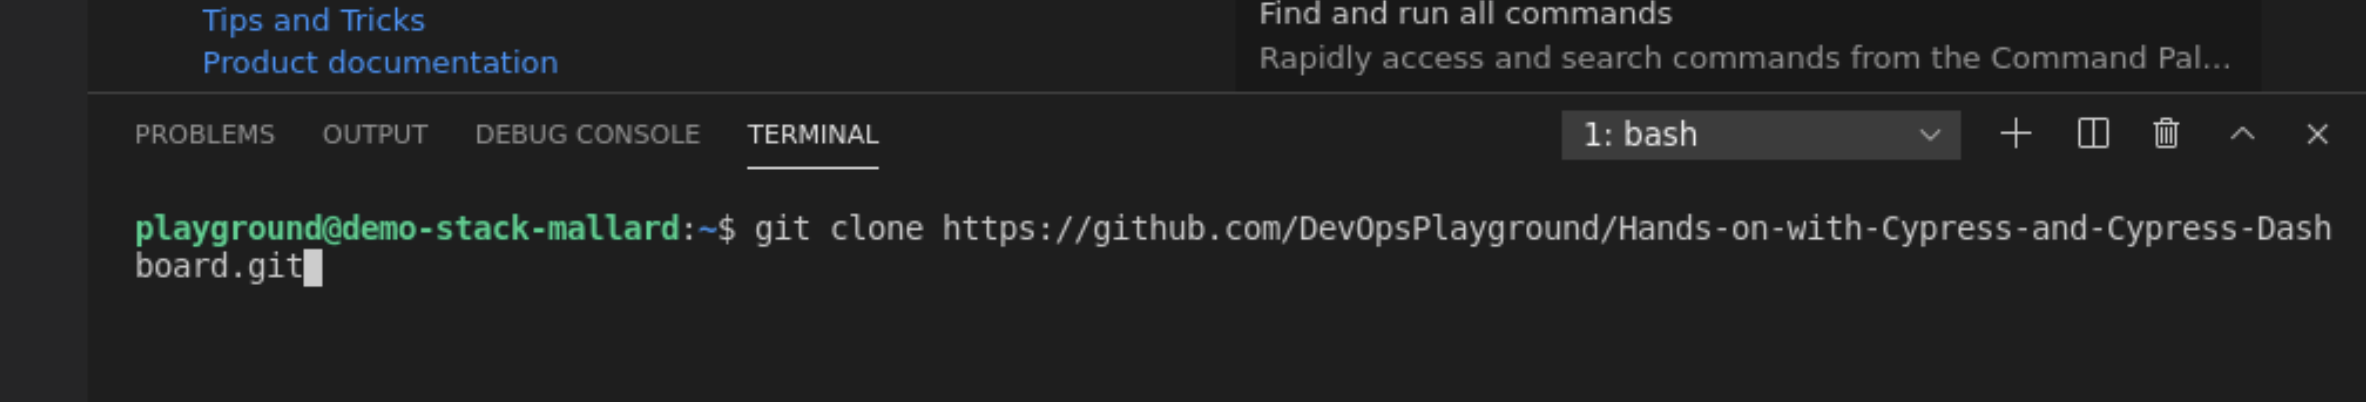 Tips and Tricks
Product documentation
Find and run all commands
Rapidly access and search commands from the Command Pal...
PROBLEMS OUTPUT DEBUG CONSOLE TERMINAL 1: bash
playground@demo-stack-mallard:~$ git clone https://github.com/DevOpsPlayground/Hands-on-with-Cypress-and-Cypress-Dash
board.git